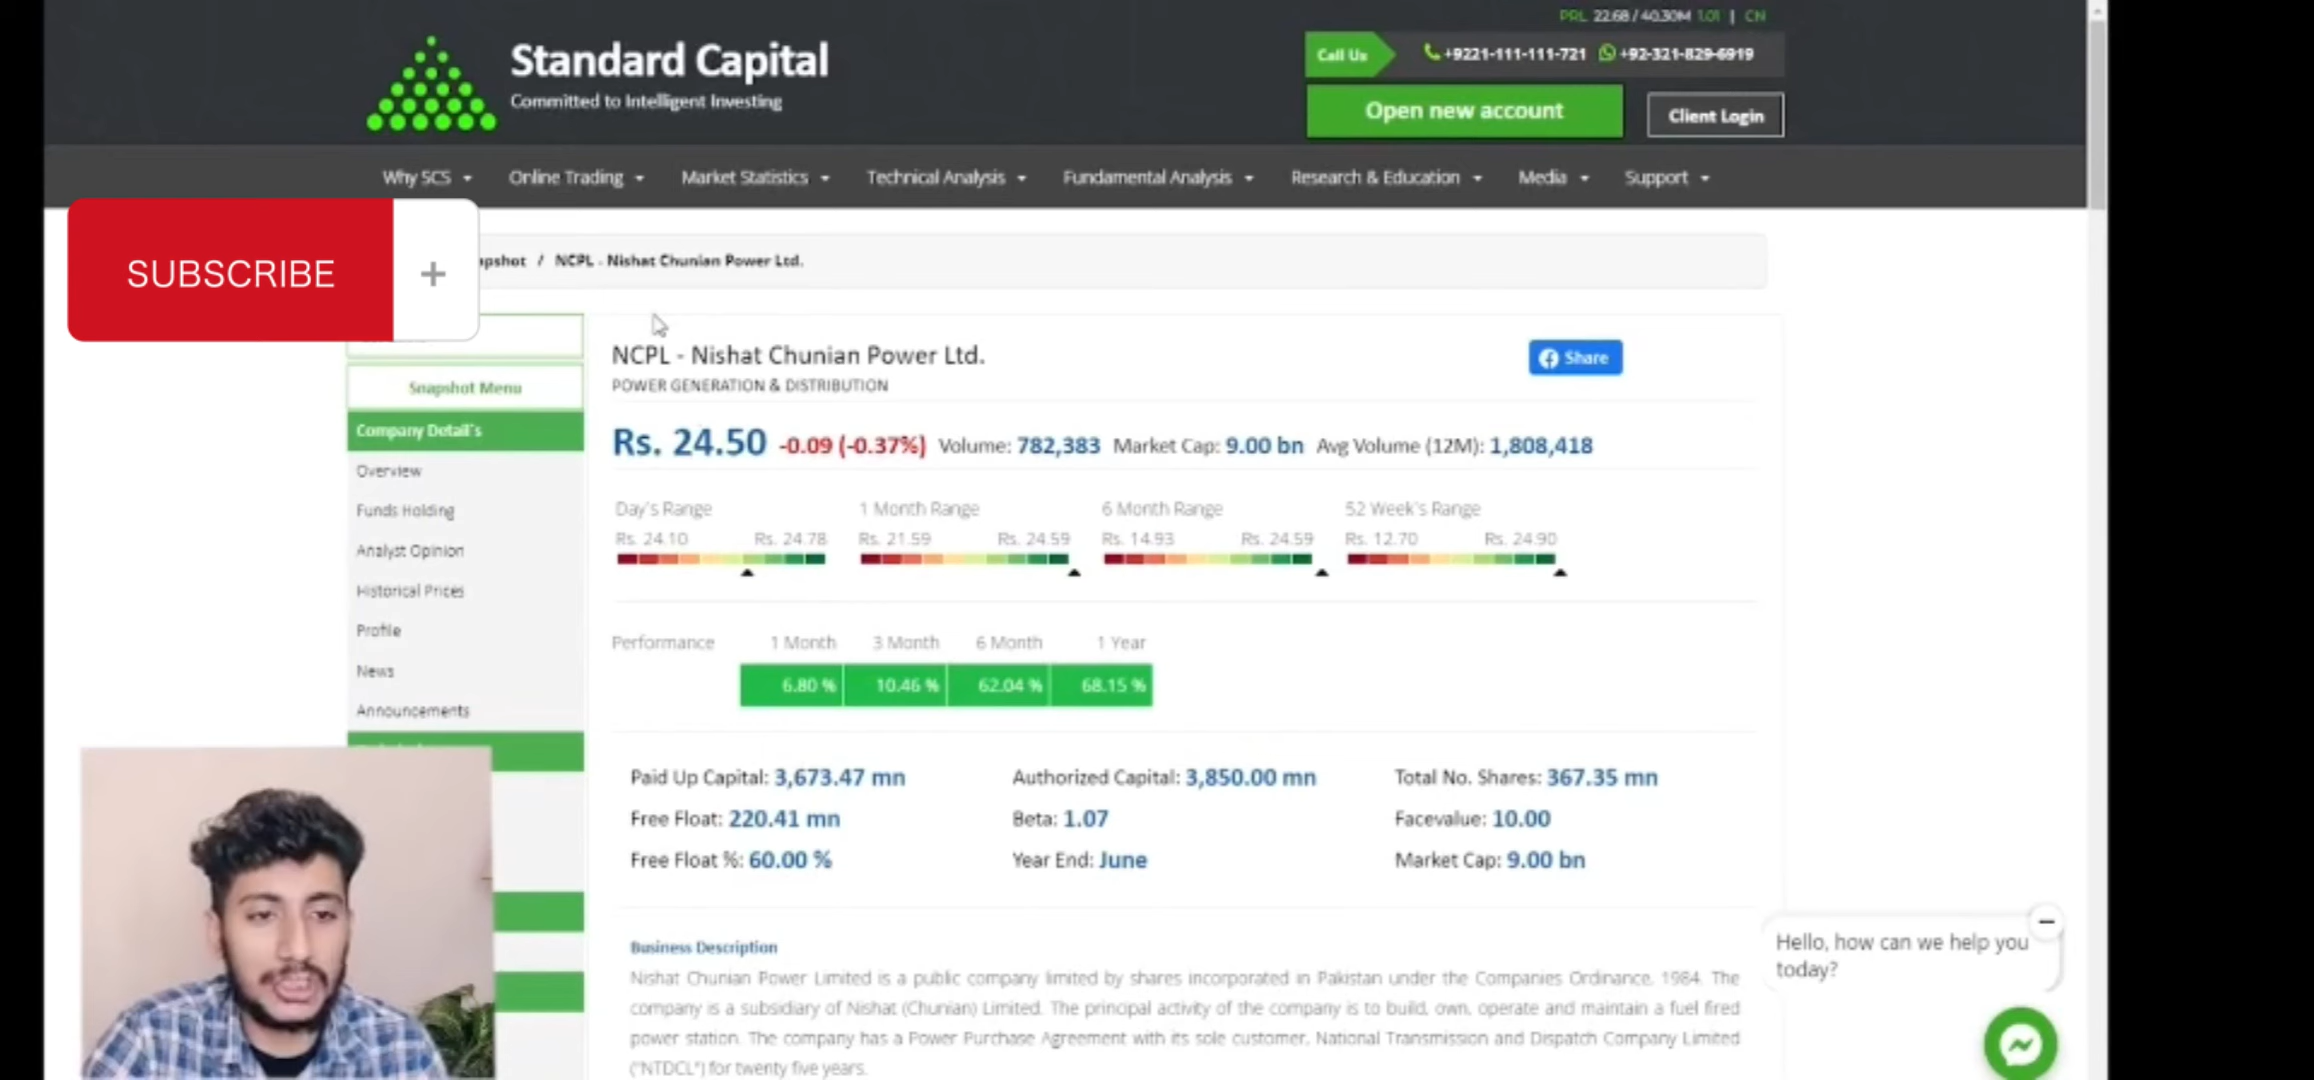 PRL 22.68 / 40.30M 1.01 | CN
Standard Capital
Committed to Intelligent Investing
Call Us
+9221-111-111-721
+92-321-829-6919
Open new account
Client Login
Why SCS
Online Trading
Market Statistics
Technical Analysis
Fundamental Analysis
Research & Education
Media
Support
SUBSCRIBE
+
pshot / NCPL - Nishat Chunian Power Ltd.
NCPL - Nishat Chunian Power Ltd.
Share
POWER GENERATION & DISTRIBUTION
Snapshot Menu
Company Detail's
Overview
Funds Holding
Analyst Opinion
Historical Prices
Profile
News
Announcements
Rs. 24.50 -0.09 (-0.37%) Volume: 782,383 Market Cap: 9.00 bn Avg Volume (12M): 1,808,418
Day's Range
Rs. 24.10 Rs. 24.78
1 Month Range
Rs. 21.59 Rs. 24.59
6 Month Range
Rs. 14.93 Rs. 24.59
52 Week's Range
Rs. 12.70 Rs. 24.90
Performance 1 Month 3 Month 6 Month 1 Year
6.80 % 10.46 % 62.04 % 68.15 %
Paid Up Capital: 3,673.47 mn Authorized Capital: 3,850.00 mn Total No. Shares: 367.35 mn
Free Float: 220.41 mn Beta: 1.07 Facevalue: 10.00
Free Float %: 60.00 % Year End: June Market Cap: 9.00 bn
Business Description
Nishat Chunian Power Limited is a public company limited by shares incorporated in Pakistan under the Companies Ordinance, 1984. The
company is a subsidiary of Nishat (Chunian) Limited. The principal activity of the company is to build, own, operate and maintain a fuel fired
power station. The company has a Power Purchase Agreement with its sole customer, National Transmission and Dispatch Company Limited
("NTDCL") for twenty five years.
Hello, how can we help you
today?